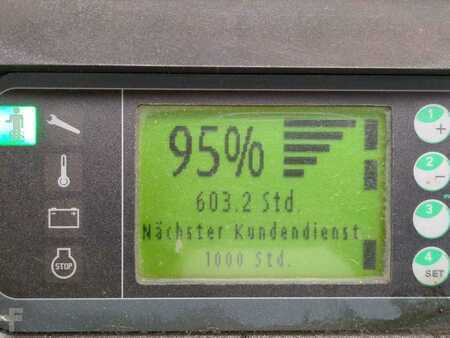 95%
603.2 Std.
Nächster Kundendienst
1000 Std.
STOP
1
+
2
-
3
4
SET